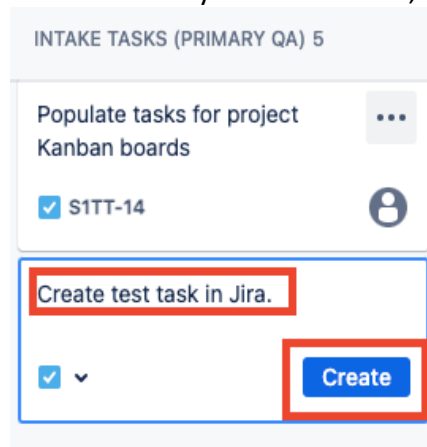 INTAKE TASKS (PRIMARY QA) 5
Populate tasks for project
Kanban boards
S1TT-14
Create test task in Jira.
Create